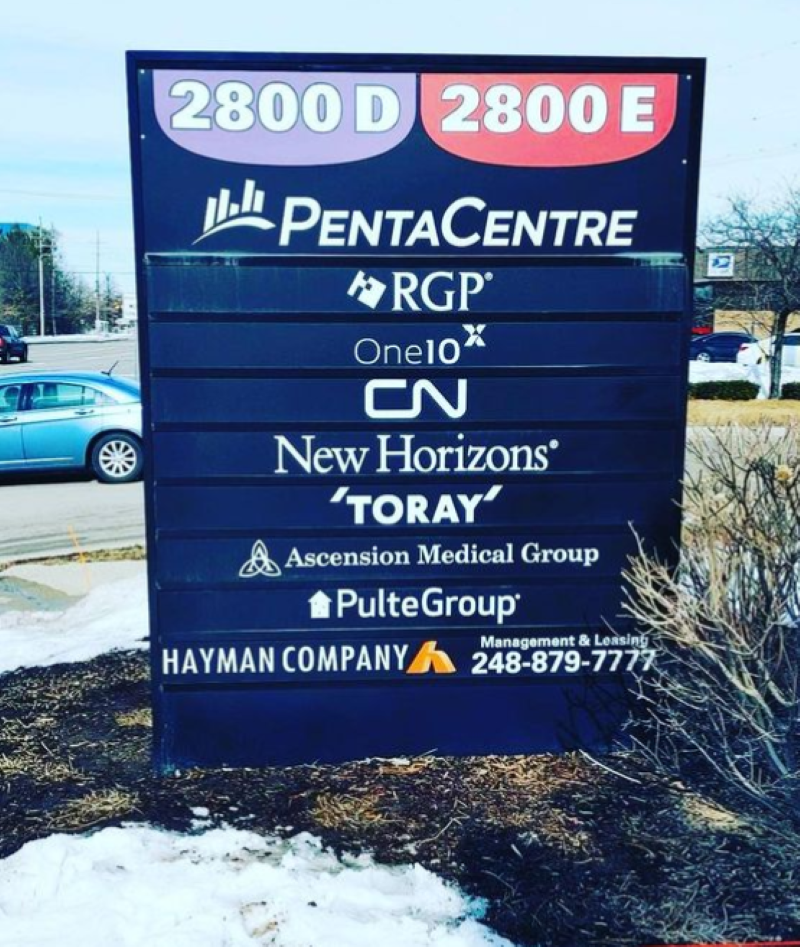 2800 D 2800 E
PENTACENTRE
RGP®
One10x
CN
New Horizons®
'TORAY'
Ascension Medical Group
PulteGroup
HAYMAN COMPANY
Management & Leasing
248-879-7777